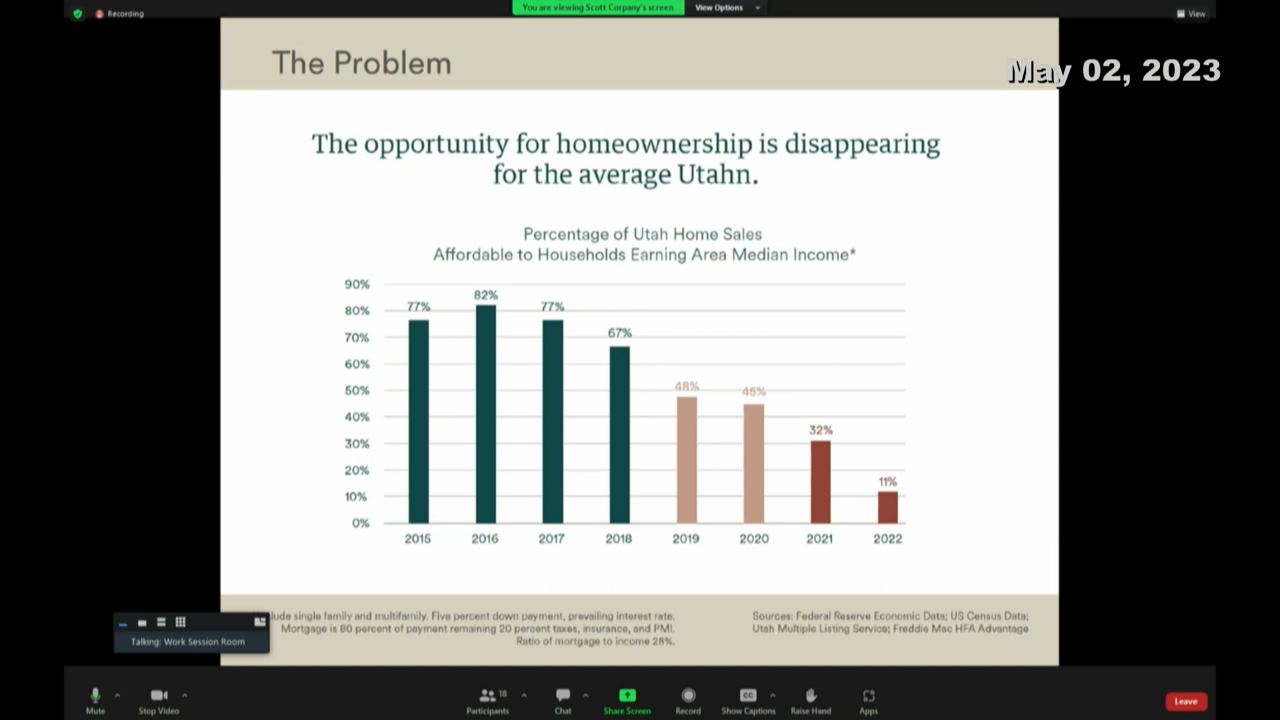 Recording
You are viewing Scott Corpany's screen
View Options
View
The Problem
May 02, 2023
The opportunity for homeownership is disappearing
for the average Utahn.
Percentage of Utah Home Sales
Affordable to Households Earning Area Median Income*
90%
80%
70%
60%
50%
40%
30%
20%
10%
0%
77%
82%
77%
67%
48%
45%
32%
11%
2015
2016
2017
2018
2019
2020
2021
2022
single family and multifamily. Five percent down payment, prevailing interest rate.
Mortgage is 80 percent of payment remaining 20 percent taxes, insurance, and PMI.
Ratio of mortgage to income 28%.
Sources: Federal Reserve Economic Data; US Census Data;
Utah Multiple Listing Service; Freddie Mac HFA Advantage
Talking: Work Session Room
Mute
Stop Video
Participants
18
Chat
Share Screen
Record
CC
Show Captions
Raise Hand
Apps
Leave